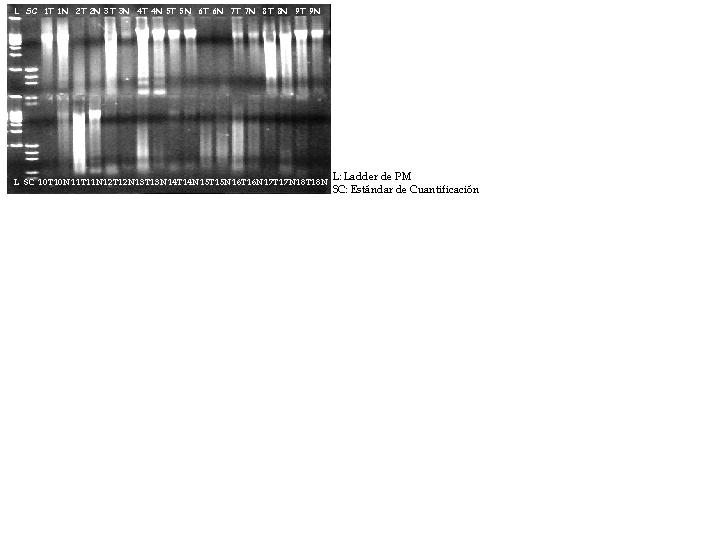 L SC 1T 1N 2T 2N 3T 3N 4T 4N 5T 5N 6T 6N 7T 7N 8T 8N 9T 9N
L SC 10T10N11T11N12T12N13T13N14T14N15T15N16T16N17T17N18T18N
L: Ladder de PM
SC: Estándar de Cuantificación